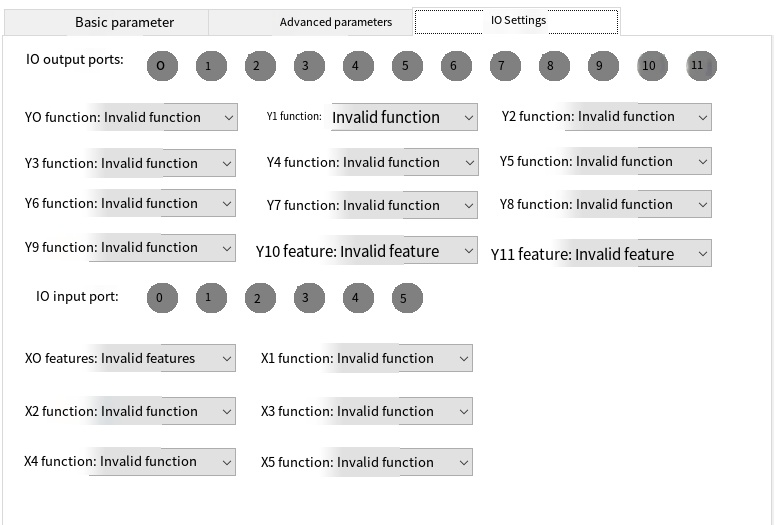 Basic parameter Advanced parameters IO Settings
IO output ports: 0 1 2 3 4 5 6 7 8 9 10 11
YO function: Invalid function Y1 function: Invalid function Y2 function: Invalid function
Y3 function: Invalid function Y4 function: Invalid function Y5 function: Invalid function
Y6 function: Invalid function Y7 function: Invalid function Y8 function: Invalid function
Y9 function: Invalid function Y10 feature: Invalid feature Y11 feature: Invalid feature
IO input port: 0 1 2 3 4 5
XO features: Invalid features X1 function: Invalid function
X2 function: Invalid function X3 function: Invalid function
X4 function: Invalid function X5 function: Invalid function